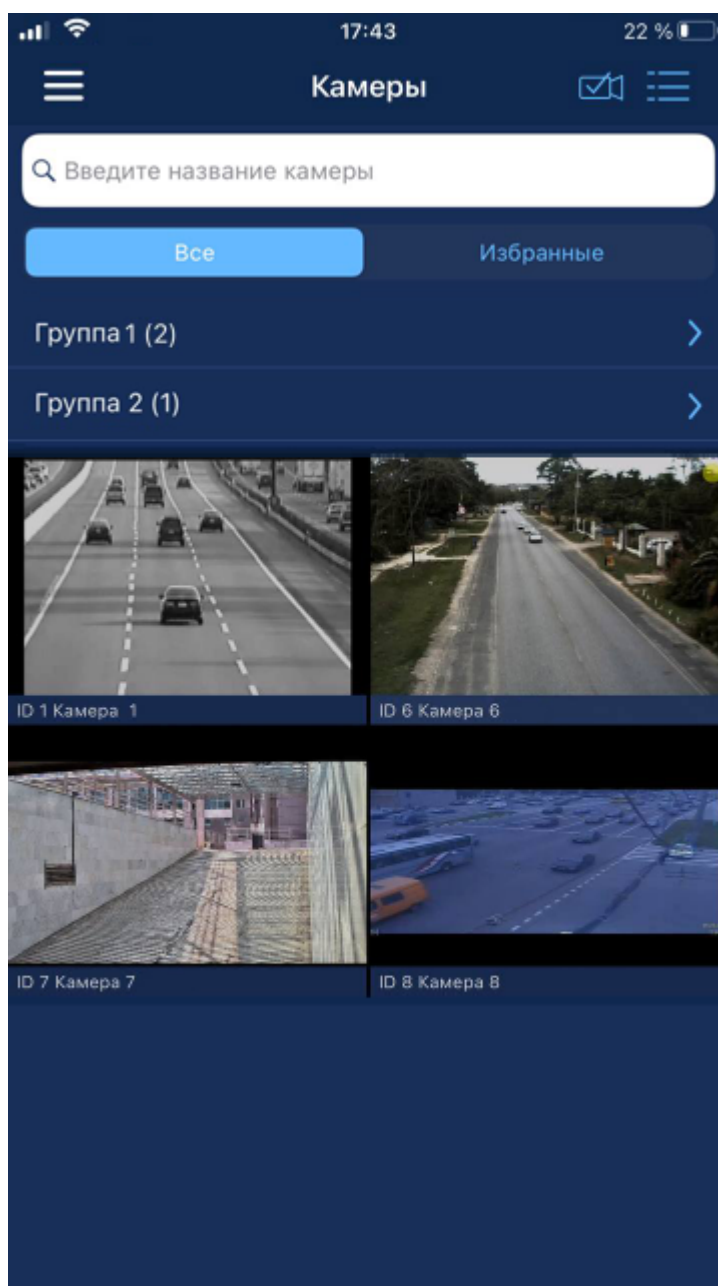 17:43
22 %
Камеры
Введите название камеры
Все
Избранные
Группа 1 (2)
Группа 2 (1)
ID 1 Камера 1
ID 6 Камера 6
ID 7 Камера 7
ID 8 Камера 8